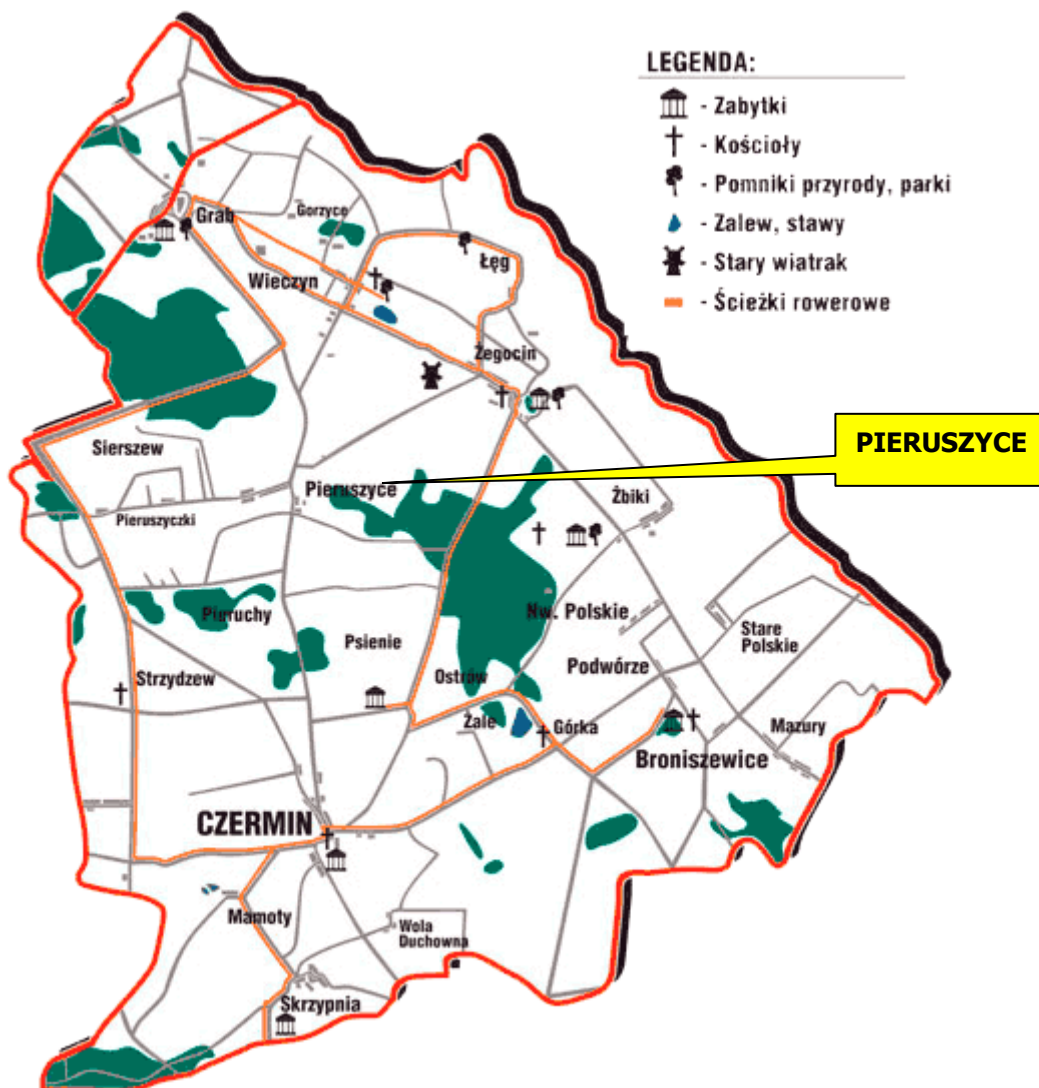 LEGENDA:
- Zabytki
- Kościoły
- Pomniki przyrody, parki
- Zalew, stawy
- Stary wiatrak
- Ścieżki rowerowe
Grab
Gorzyce
Łęg
Wieczyn
Żegocin
PIERUSZYCE
Sierszew
Pieruszyce
Żbiki
Pieruszyczki
Pieruchy
Nw. Polskie
Psienie
Stare
Polskie
Podwórze
Strzydzew
Ostrów
Żale
Górka
Mazury
Broniszewice
CZERMIN
Mamoty
Wola
Duchowna
Skrzypnia